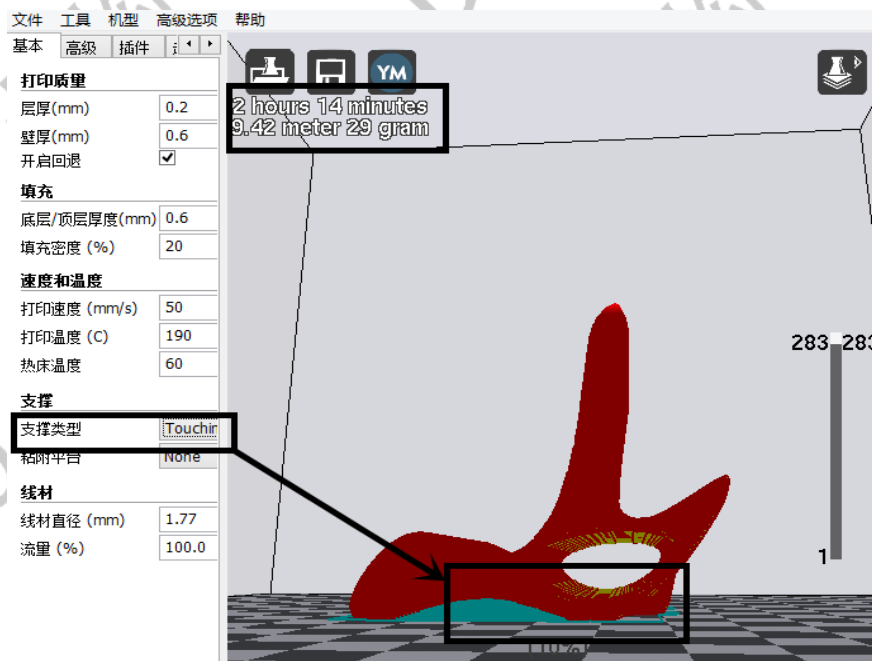 文件 工具 机型 高级选项 帮助
基本 高级 插件
打印质量
层厚(mm) 0.2
壁厚(mm) 0.6
开启回退
填充
底层/顶层厚度(mm) 0.6
填充密度 (%) 20
速度和温度
打印速度 (mm/s) 50
打印温度 (C) 190
热床温度 60
支撑
支撑类型 Touchin
粘附平台 None
线材
线材直径 (mm) 1.77
流量 (%) 100.0
YM
2 hours 14 minutes
9.42 meter 29 gram
283 283
1
110%